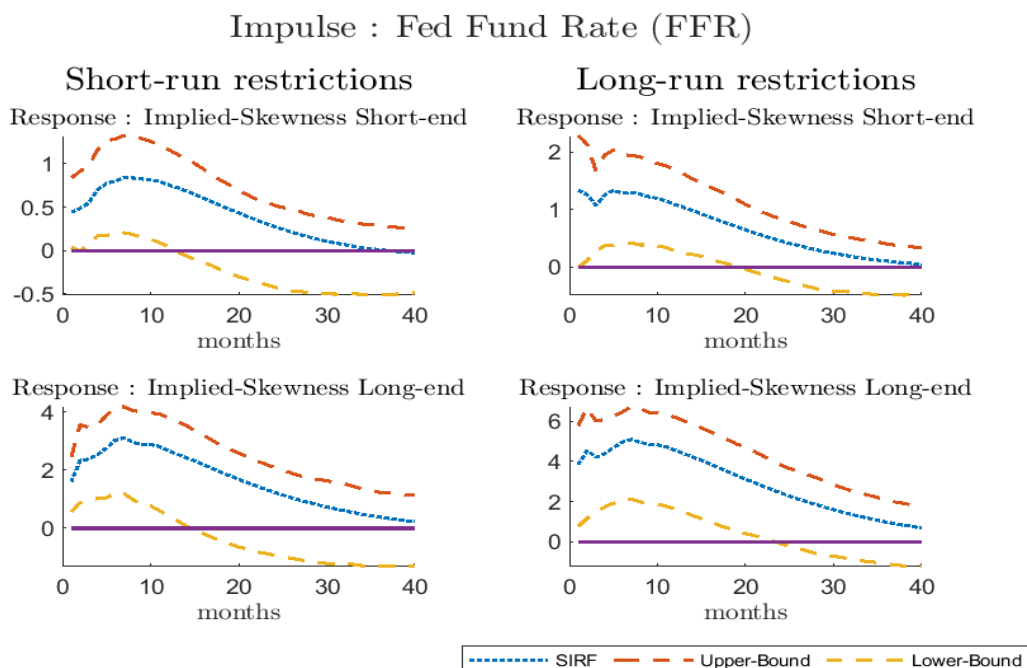 Impulse : Fed Fund Rate (FFR)
Short-run restrictions
Long-run restrictions
Response : Implied-Skewness Short-end
Response : Implied-Skewness Short-end
1
0.5
0
-0.5
0 10 20 30 40
months
2
1
0
0 10 20 30 40
months
Response : Implied-Skewness Long-end
Response : Implied-Skewness Long-end
4
2
0
0 10 20 30 40
months
6
4
2
0
0 10 20 30 40
months
SIRF Upper-Bound Lower-Bound